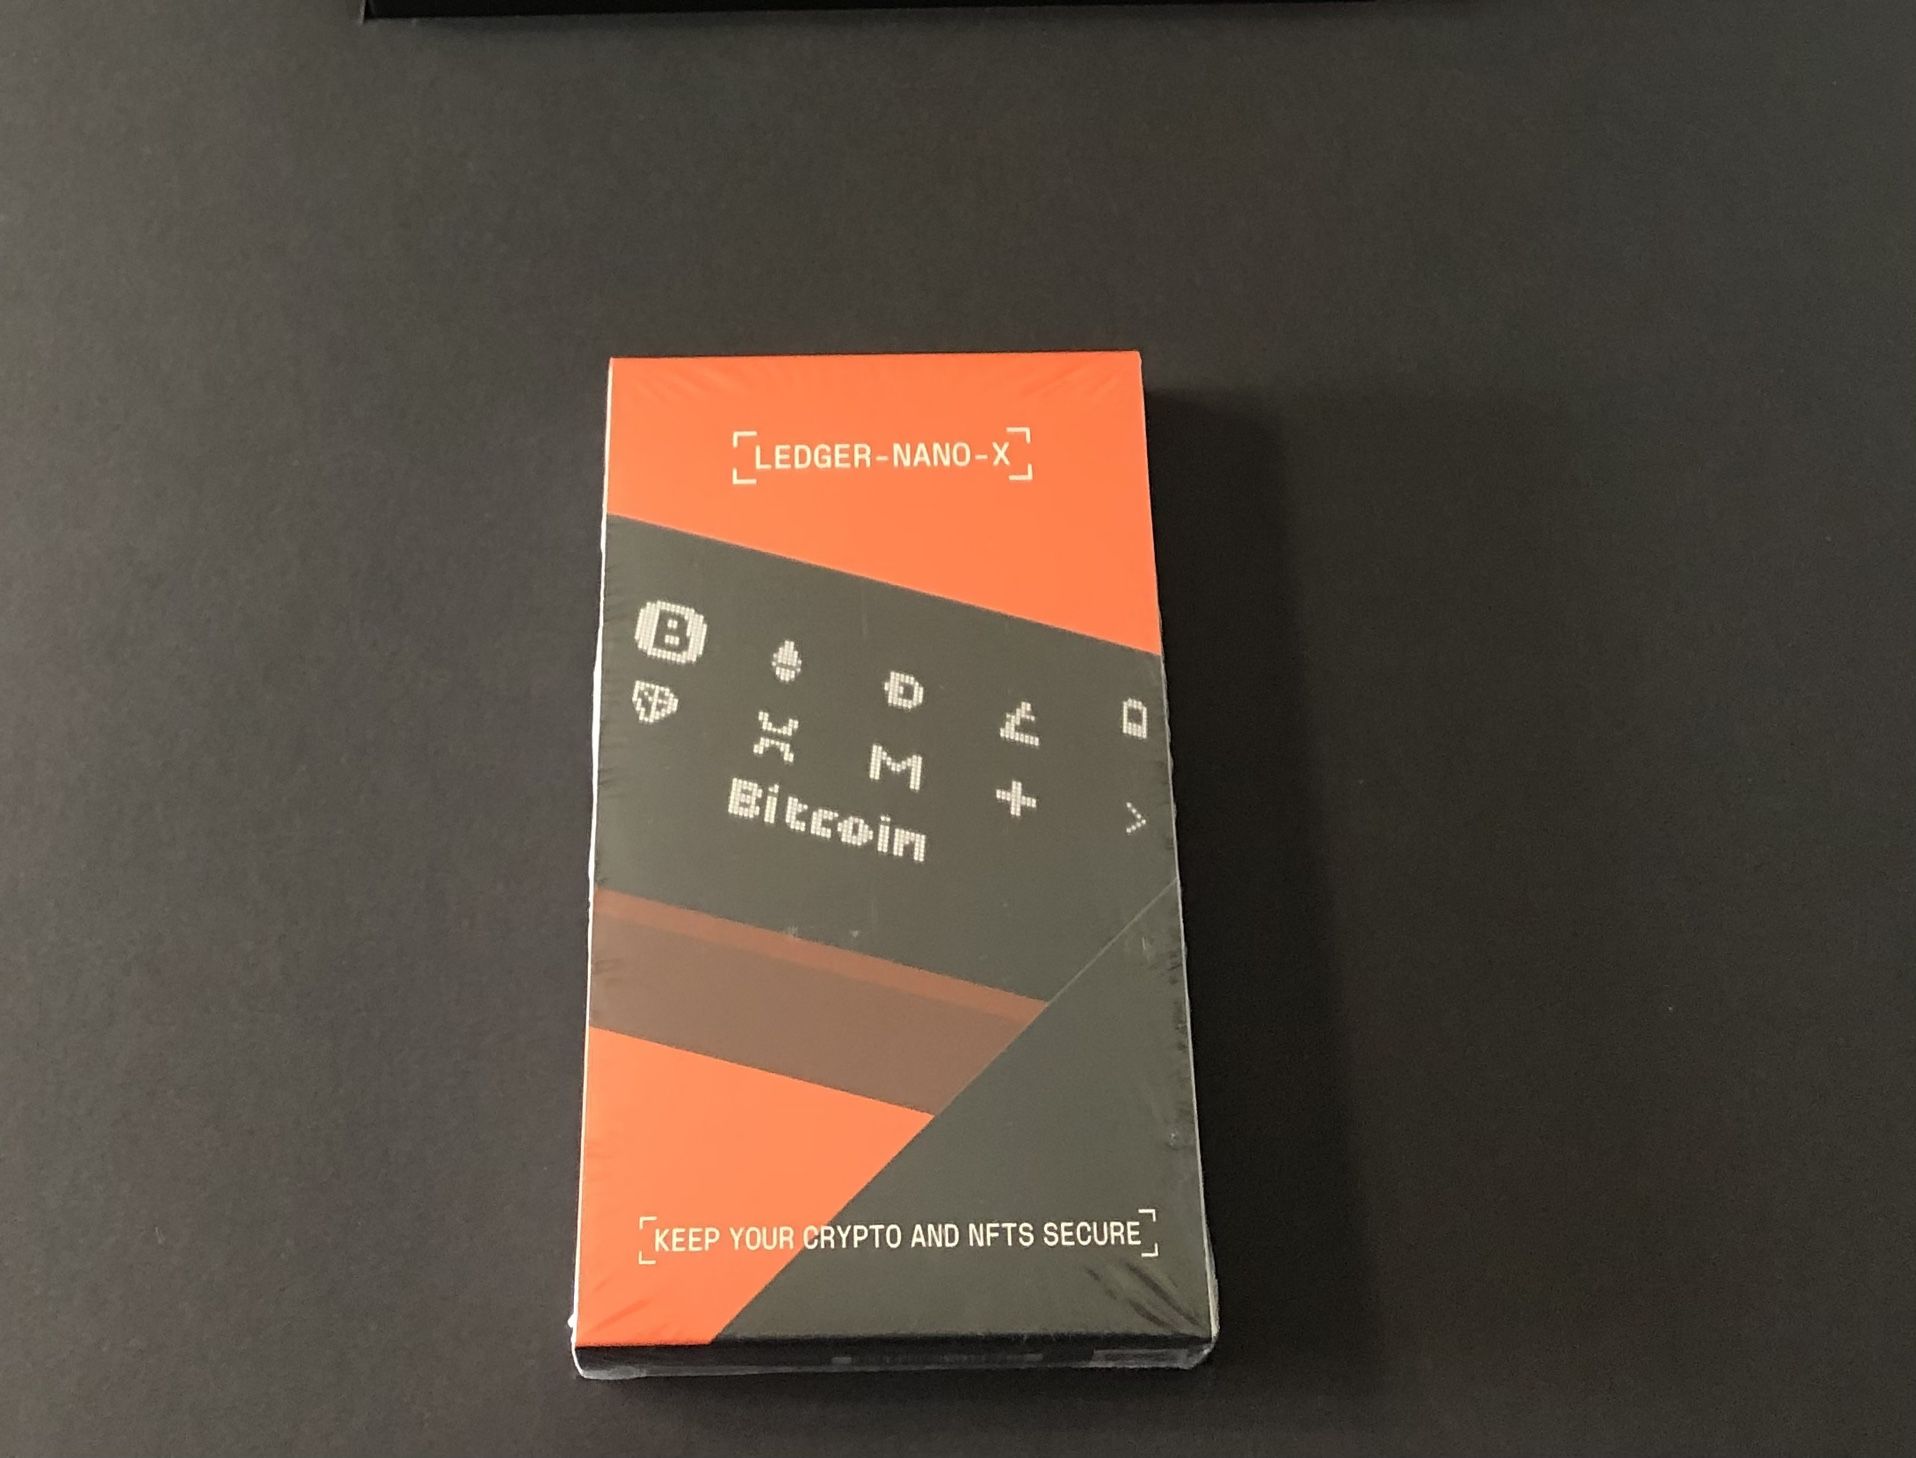 LEDGER-NANO-X
B
Bitcoin
KEEP YOUR CRYPTO AND NFTS SECURE